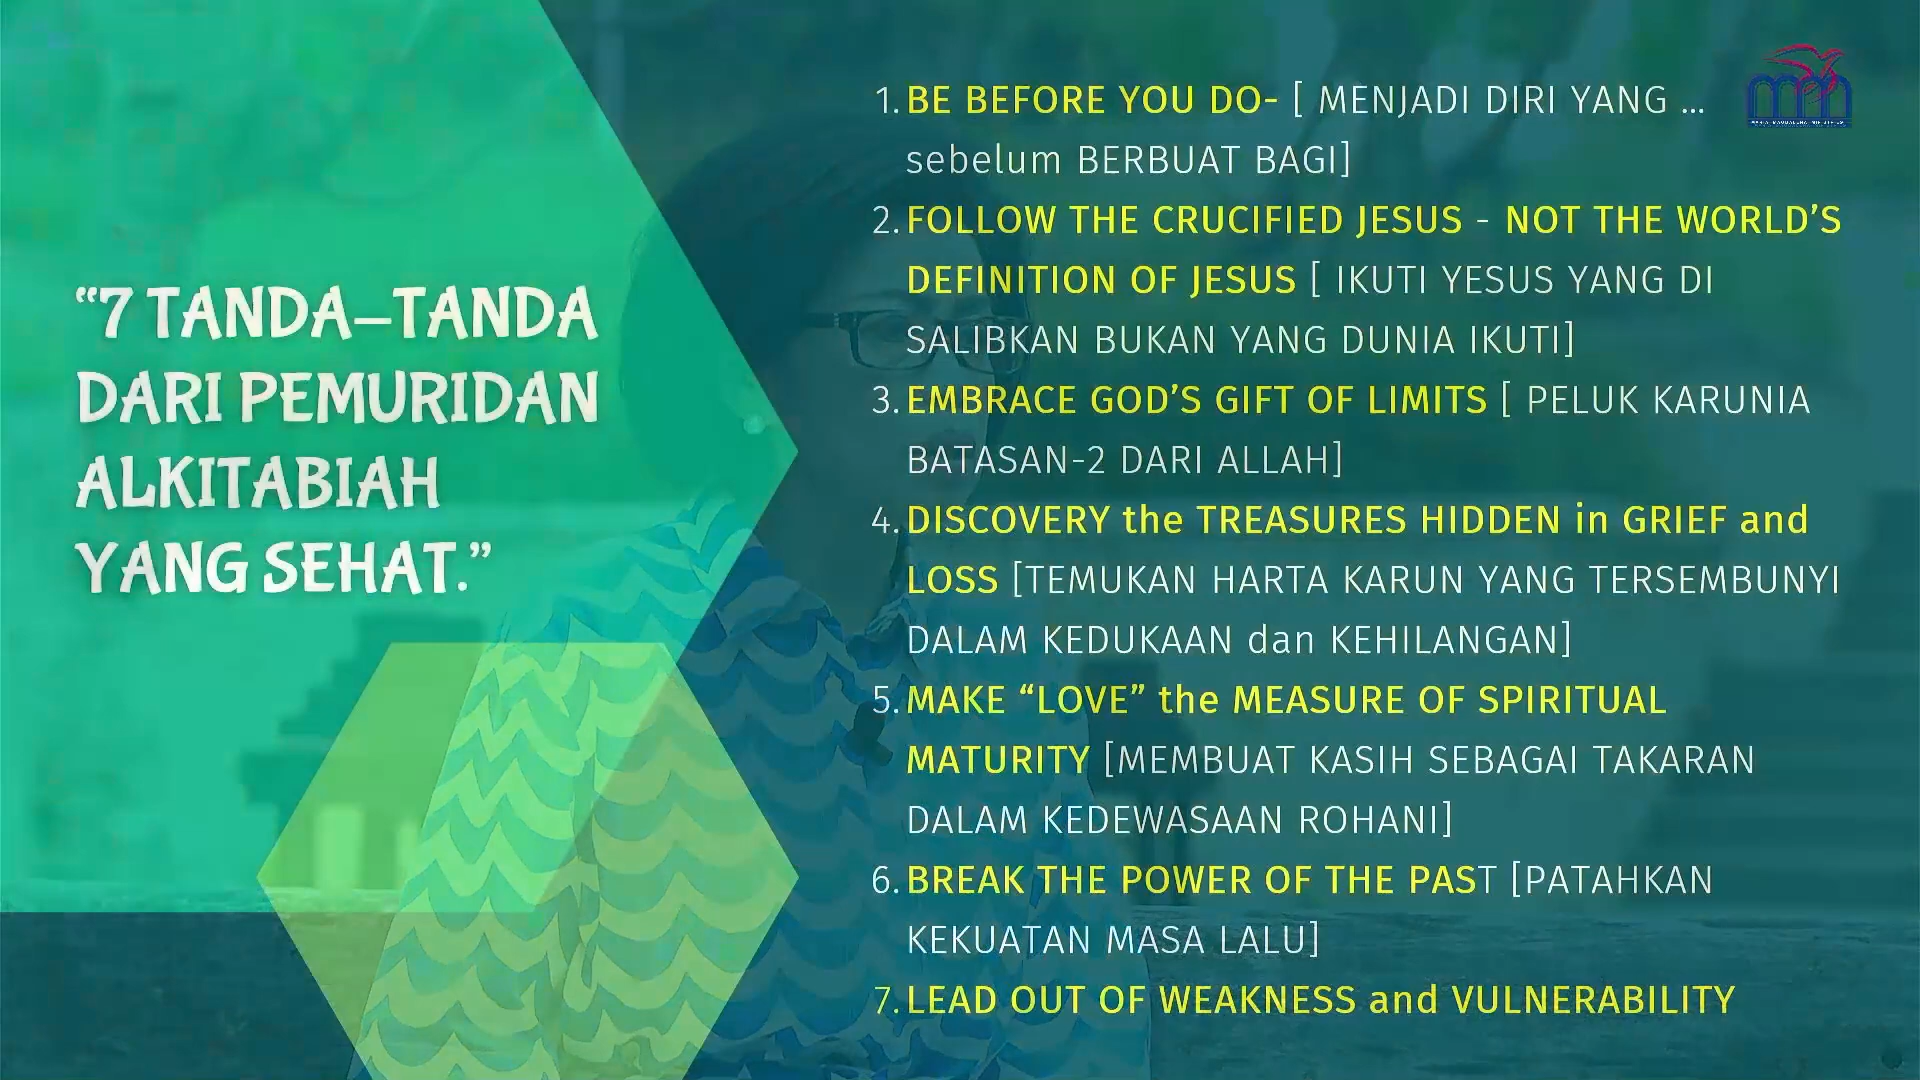 “7 TANDA–TANDA
DARI PEMURIDAN
ALKITABIAH
YANG SEHAT.”
1. BE BEFORE YOU DO- [ MENJADI DIRI YANG ...
sebelum BERBUAT BAGI]
2. FOLLOW THE CRUCIFIED JESUS - NOT THE WORLD’S
DEFINITION OF JESUS [ IKUTI YESUS YANG DI
SALIBKAN BUKAN YANG DUNIA IKUTI]
3. EMBRACE GOD’S GIFT OF LIMITS [ PELUK KARUNIA
BATASAN-2 DARI ALLAH]
4. DISCOVERY the TREASURES HIDDEN in GRIEF and
LOSS [TEMUKAN HARTA KARUN YANG TERSEMBUNYI
DALAM KEDUKAAN dan KEHILANGAN]
5. MAKE “LOVE” the MEASURE OF SPIRITUAL
MATURITY [MEMBUAT KASIH SEBAGAI TAKARAN
DALAM KEDEWASAAN ROHANI]
6. BREAK THE POWER OF THE PAST [PATAHKAN
KEKUATAN MASA LALU]
7. LEAD OUT OF WEAKNESS and VULNERABILITY